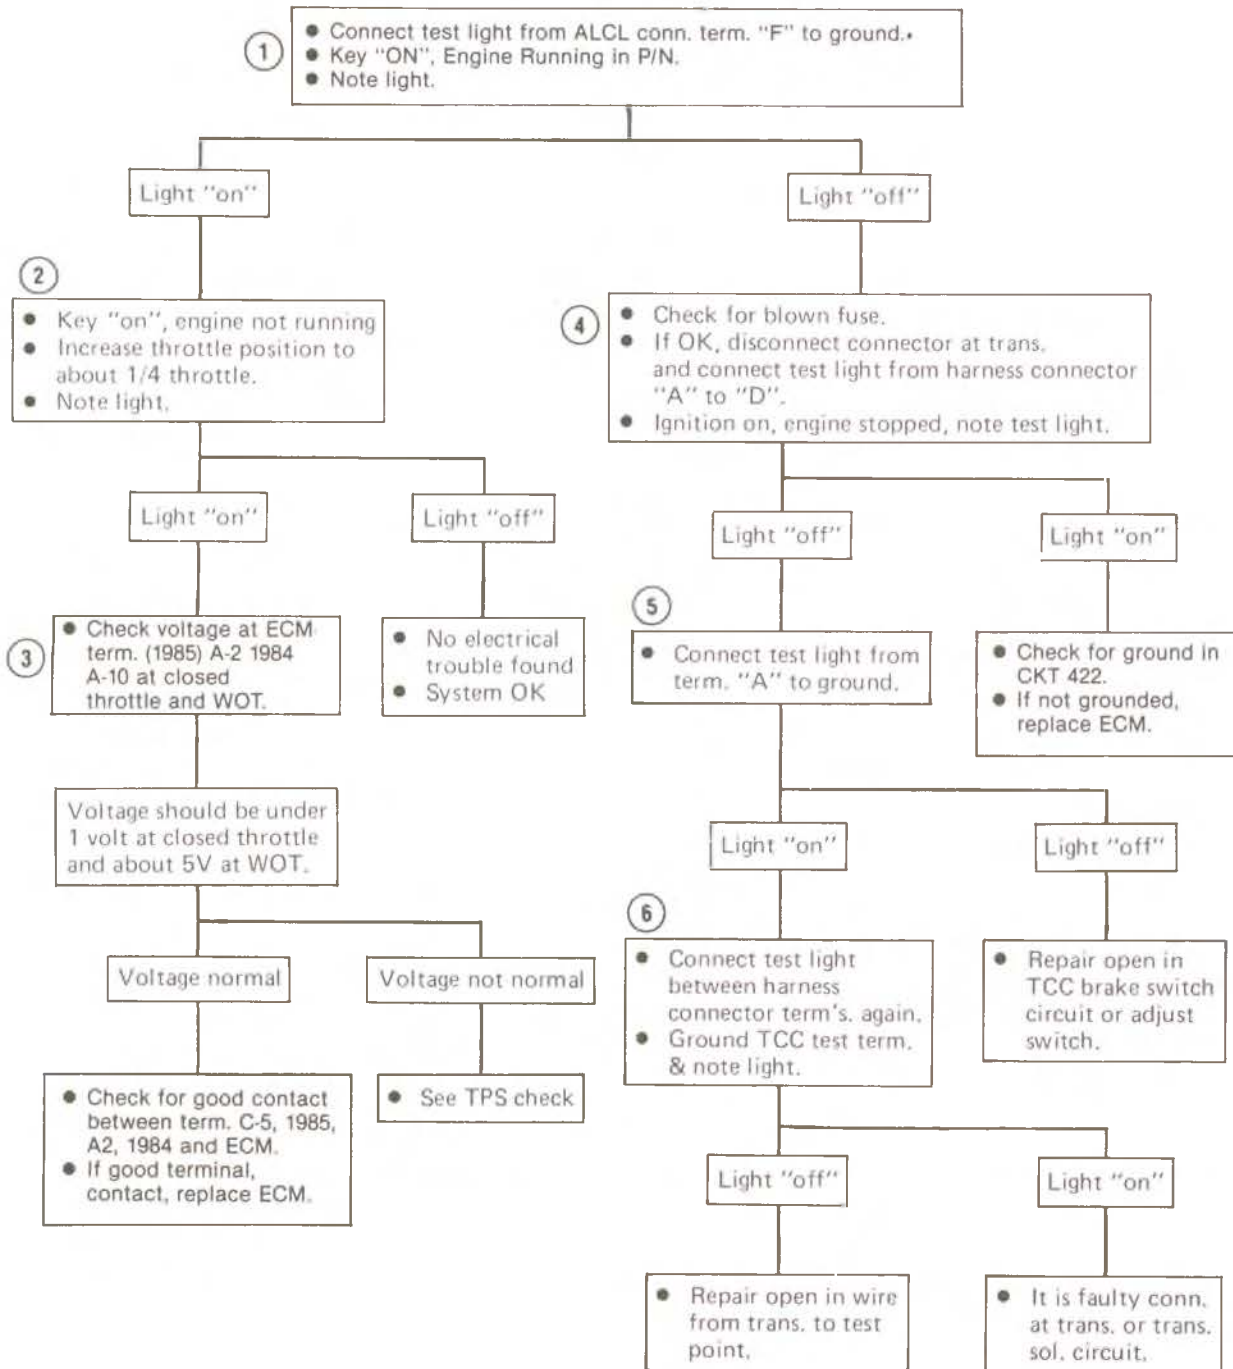 1
● Connect test light from ALCL conn. term. "F" to ground.•
● Key "ON", Engine Running in P/N.
● Note light.
Light "on"
Light "off"
2
● Key "on", engine not running
● Increase throttle position to
about 1/4 throttle.
● Note light.
4
● Check for blown fuse.
● If OK, disconnect connector at trans.
and connect test light from harness connector
"A" to "D".
● Ignition on, engine stopped, note test light.
Light "on"
Light "off"
Light "off"
Light "on"
3
● Check voltage at ECM
term. (1985) A-2 1984
A-10 at closed
throttle and WOT.
● No electrical
trouble found
● System OK
5
● Connect test light from
term. "A" to ground.
● Check for ground in
CKT 422.
● If not grounded,
replace ECM.
Voltage should be under
1 volt at closed throttle
and about 5V at WOT.
Light "on"
Light "off"
Voltage normal
Voltage not normal
6
● Connect test light
between harness
connector term's. again.
● Ground TCC test term.
& note light.
● Repair open in
TCC brake switch
circuit or adjust
switch.
● Check for good contact
between term. C-5, 1985,
A2, 1984 and ECM.
● If good terminal,
contact, replace ECM.
● See TPS check
Light "off"
Light "on"
● Repair open in wire
from trans. to test
point.
● It is faulty conn.
at trans. or trans.
sol. circuit.